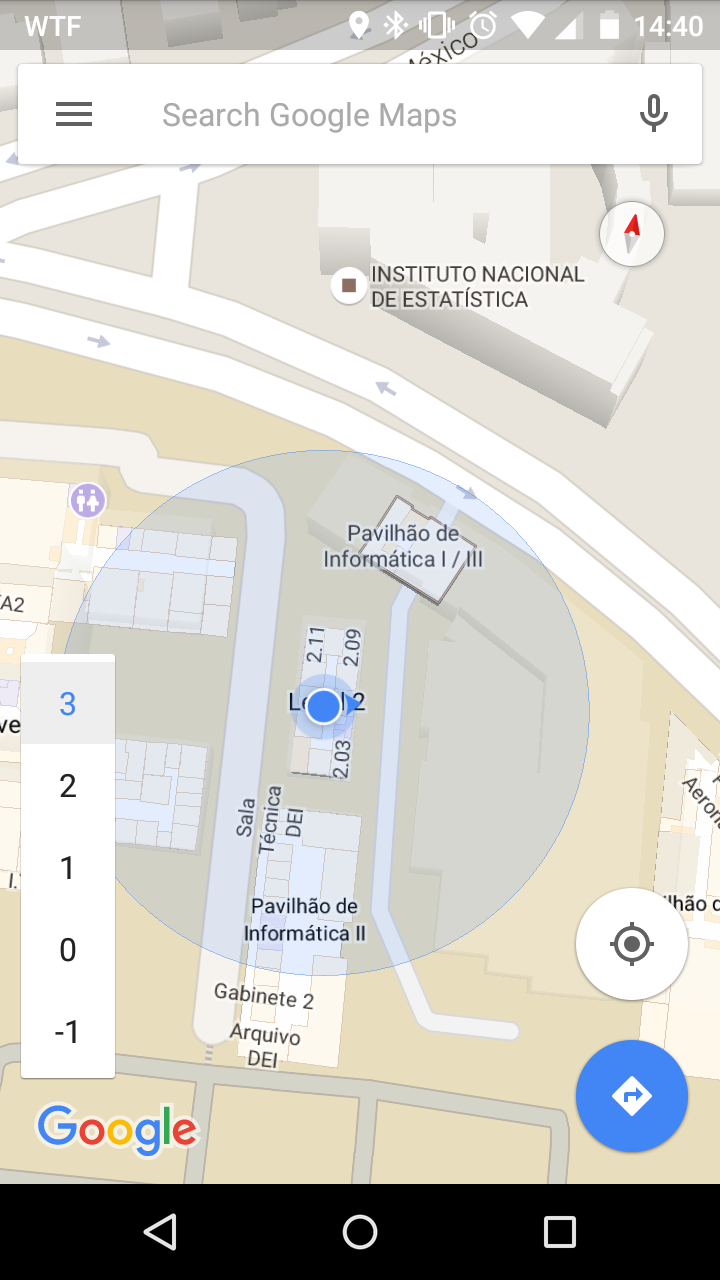 WTF
14:40
México
Search Google Maps
INSTITUTO NACIONAL
DE ESTATÍSTICA
Pavilhão de
Informática I / III
A2
2.11
2.09
3
2
2.03
1
Sala
Técnica
DEI
0
Pavilhão de
Informática II
-1
Gabinete 2
Arquivo
DEI
Google